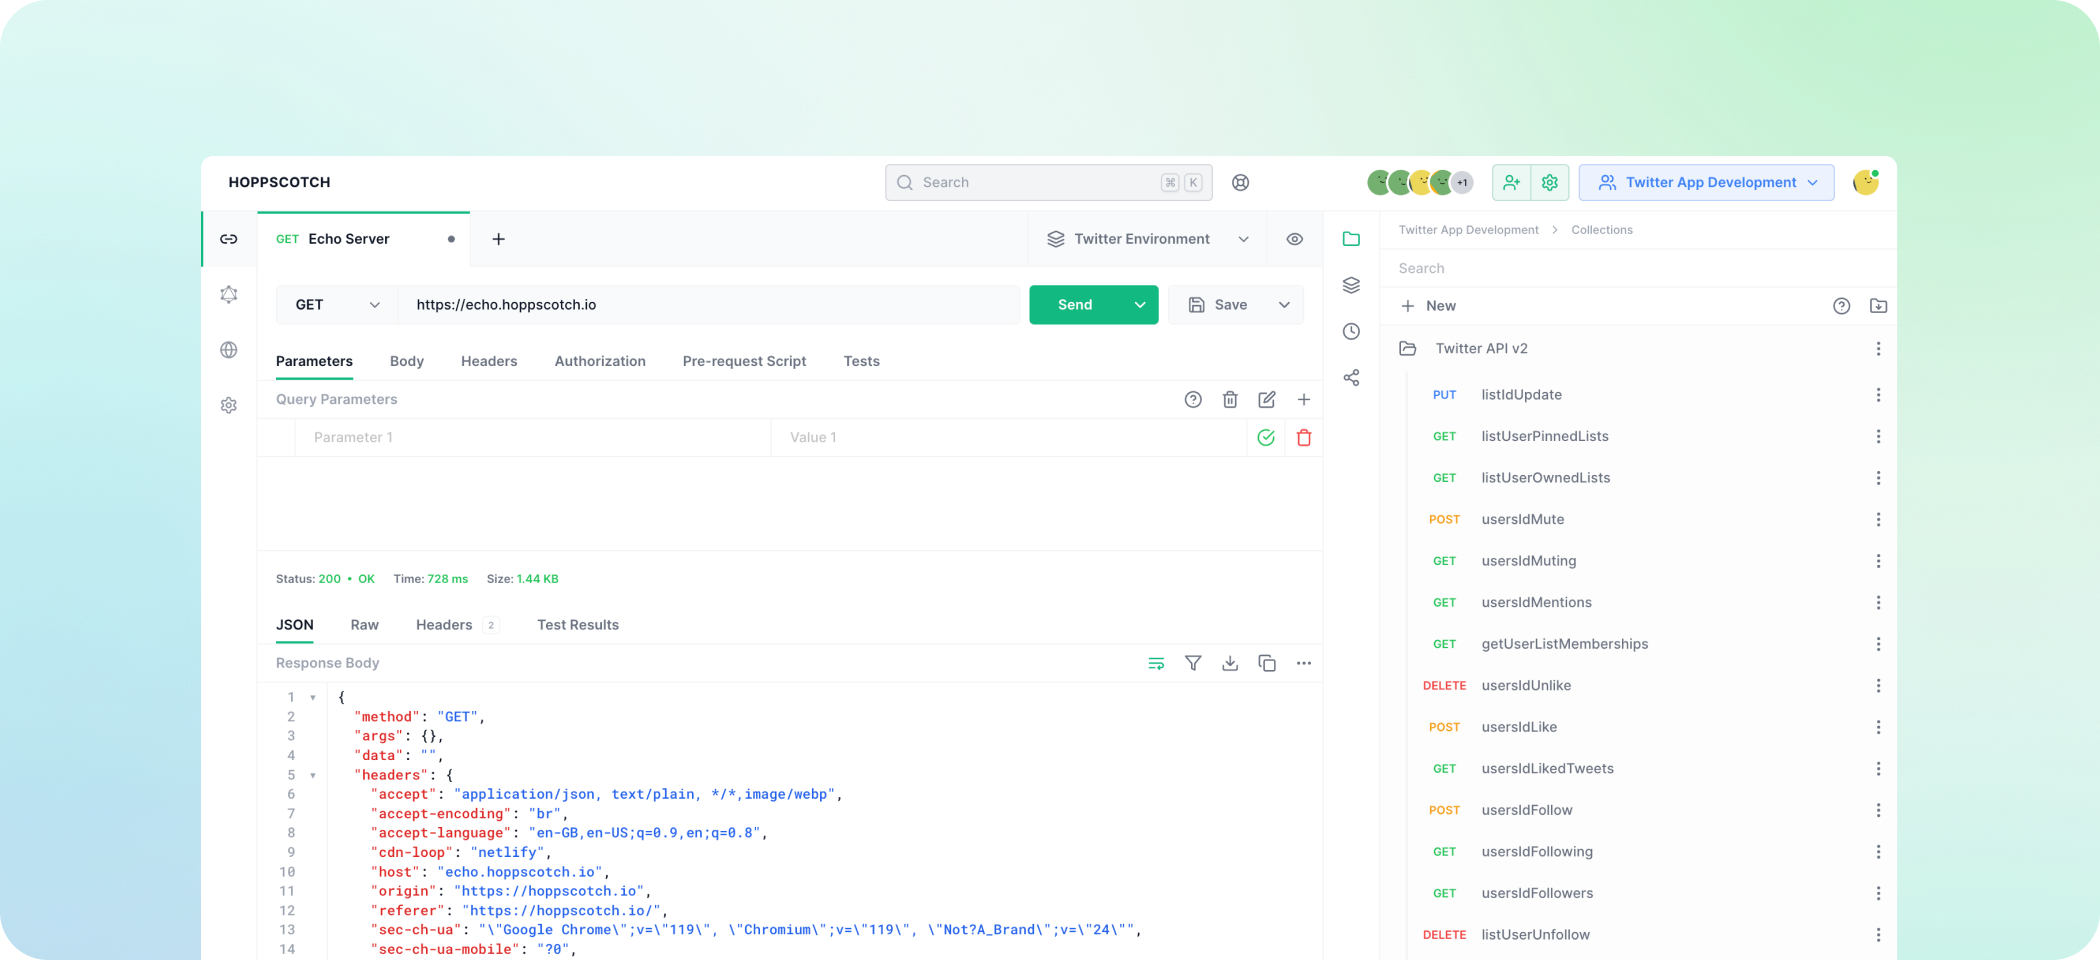 HOPPSCOTCH
Search ⌘ K
+1
Twitter App Development
GET Echo Server
Twitter Environment
GET https://echo.hoppscotch.io
Send
Save
Parameters Body Headers Authorization Pre-request Script Tests
Query Parameters
Parameter 1 Value 1
Status: 200 • OK Time: 728 ms Size: 1.44 KB
JSON Raw Headers 2 Test Results
Response Body
1 {
2 "method": "GET",
3 "args": {},
4 "data": "",
5 "headers": {
6 "accept": "application/json, text/plain, */*,image/webp",
7 "accept-encoding": "br",
8 "accept-language": "en-GB,en-US;q=0.9,en;q=0.8",
9 "cdn-loop": "netlify",
10 "host": "echo.hoppscotch.io",
11 "origin": "https://hoppscotch.io",
12 "referer": "https://hoppscotch.io/",
13 "sec-ch-ua": "\"Google Chrome\";v=\"119\", \"Chromium\";v=\"119\", \"Not?A_Brand\";v=\"24\"",
14 "sec-ch-ua-mobile": "?0",
Twitter App Development > Collections
Search
+ New
Twitter API v2
PUT listIdUpdate
GET listUserPinnedLists
GET listUserOwnedLists
POST usersIdMute
GET usersIdMuting
GET usersIdMentions
GET getUserListMemberships
DELETE usersIdUnlike
POST usersIdLike
GET usersIdLikedTweets
POST usersIdFollow
GET usersIdFollowing
GET usersIdFollowers
DELETE listUserUnfollow